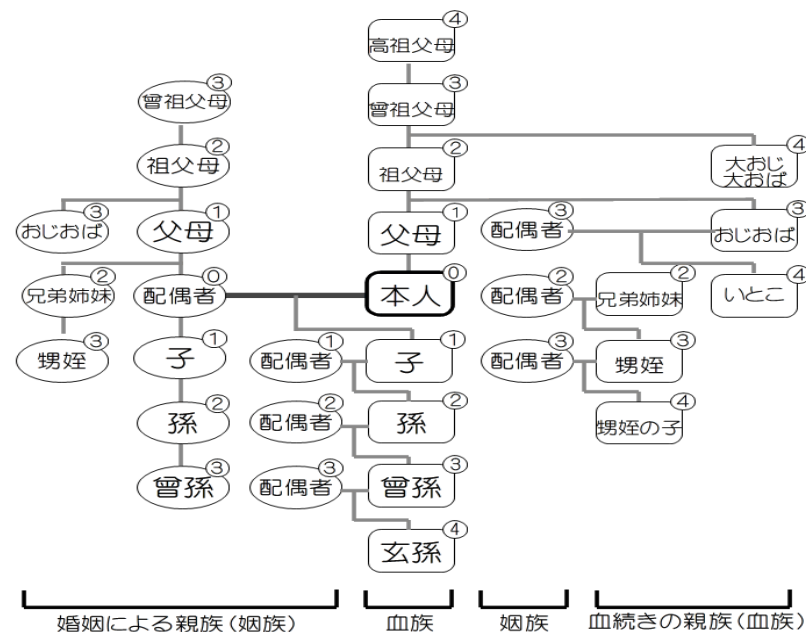 ④
高祖父母
③
曾祖父母
③
曾祖父母
②
祖父母
②
祖父母
④
大おじ
大おば
③
おじおば
①
父母
①
父母
③
配偶者
③
おじおば
②
兄弟姉妹
⓪
配偶者
⓪
本人
②
配偶者
②
兄弟姉妹
④
いとこ
③
甥姪
①
子
①
配偶者
①
子
③
配偶者
③
甥姪
②
孫
②
配偶者
②
孫
④
甥姪の子
③
曾孫
③
配偶者
③
曾孫
④
玄孫
婚姻による親族（姻族）
血族
姻族
血続きの親族（血族）